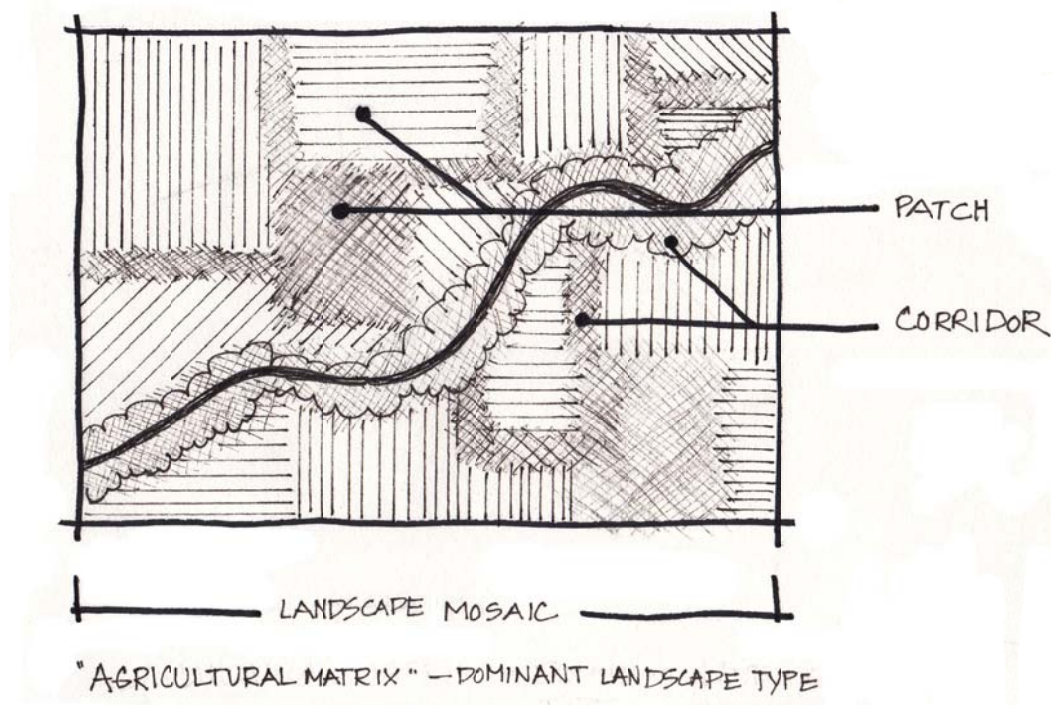 PATCH
CORRIDOR
LANDSCAPE MOSAIC
"AGRICULTURAL MATRIX" — DOMINANT LANDSCAPE TYPE